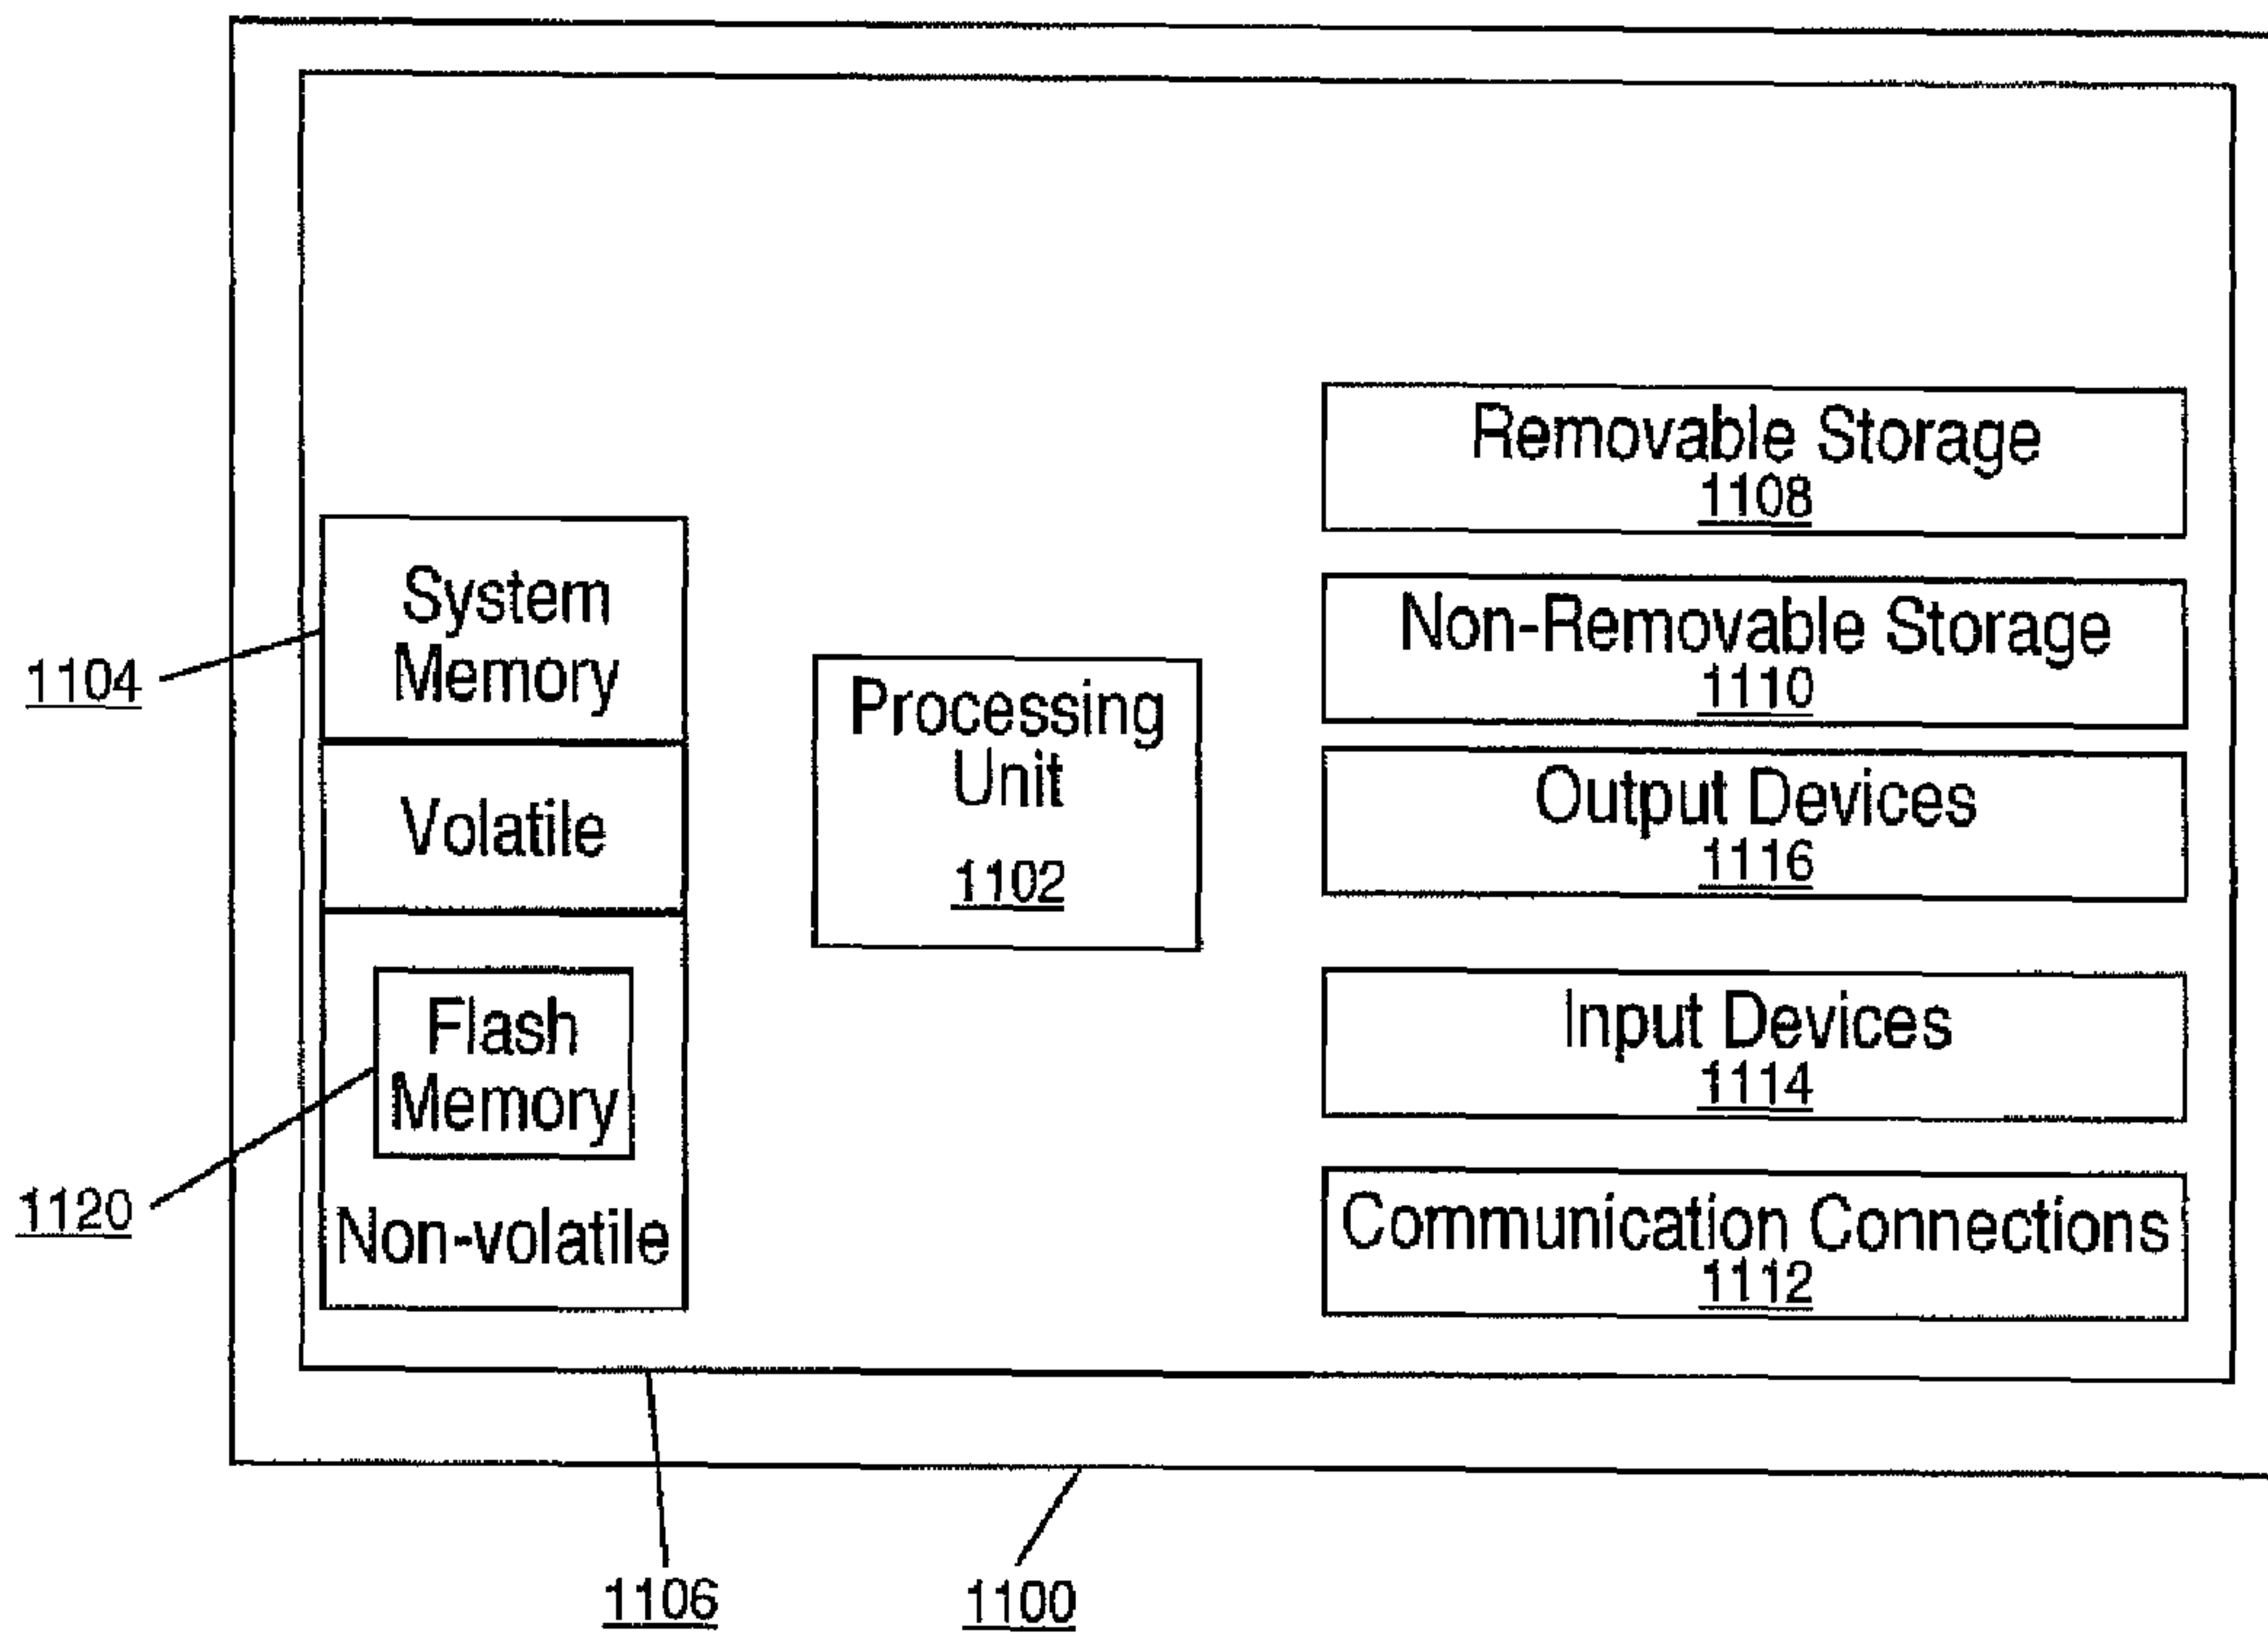 System
Memory
1104
Volatile
Flash
Memory
1120
Non-volatile
Processing
Unit
1102
Removable Storage
1108
Non-Removable Storage
1110
Output Devices
1116
Input Devices
1114
Communication Connections
1112
1106
1100